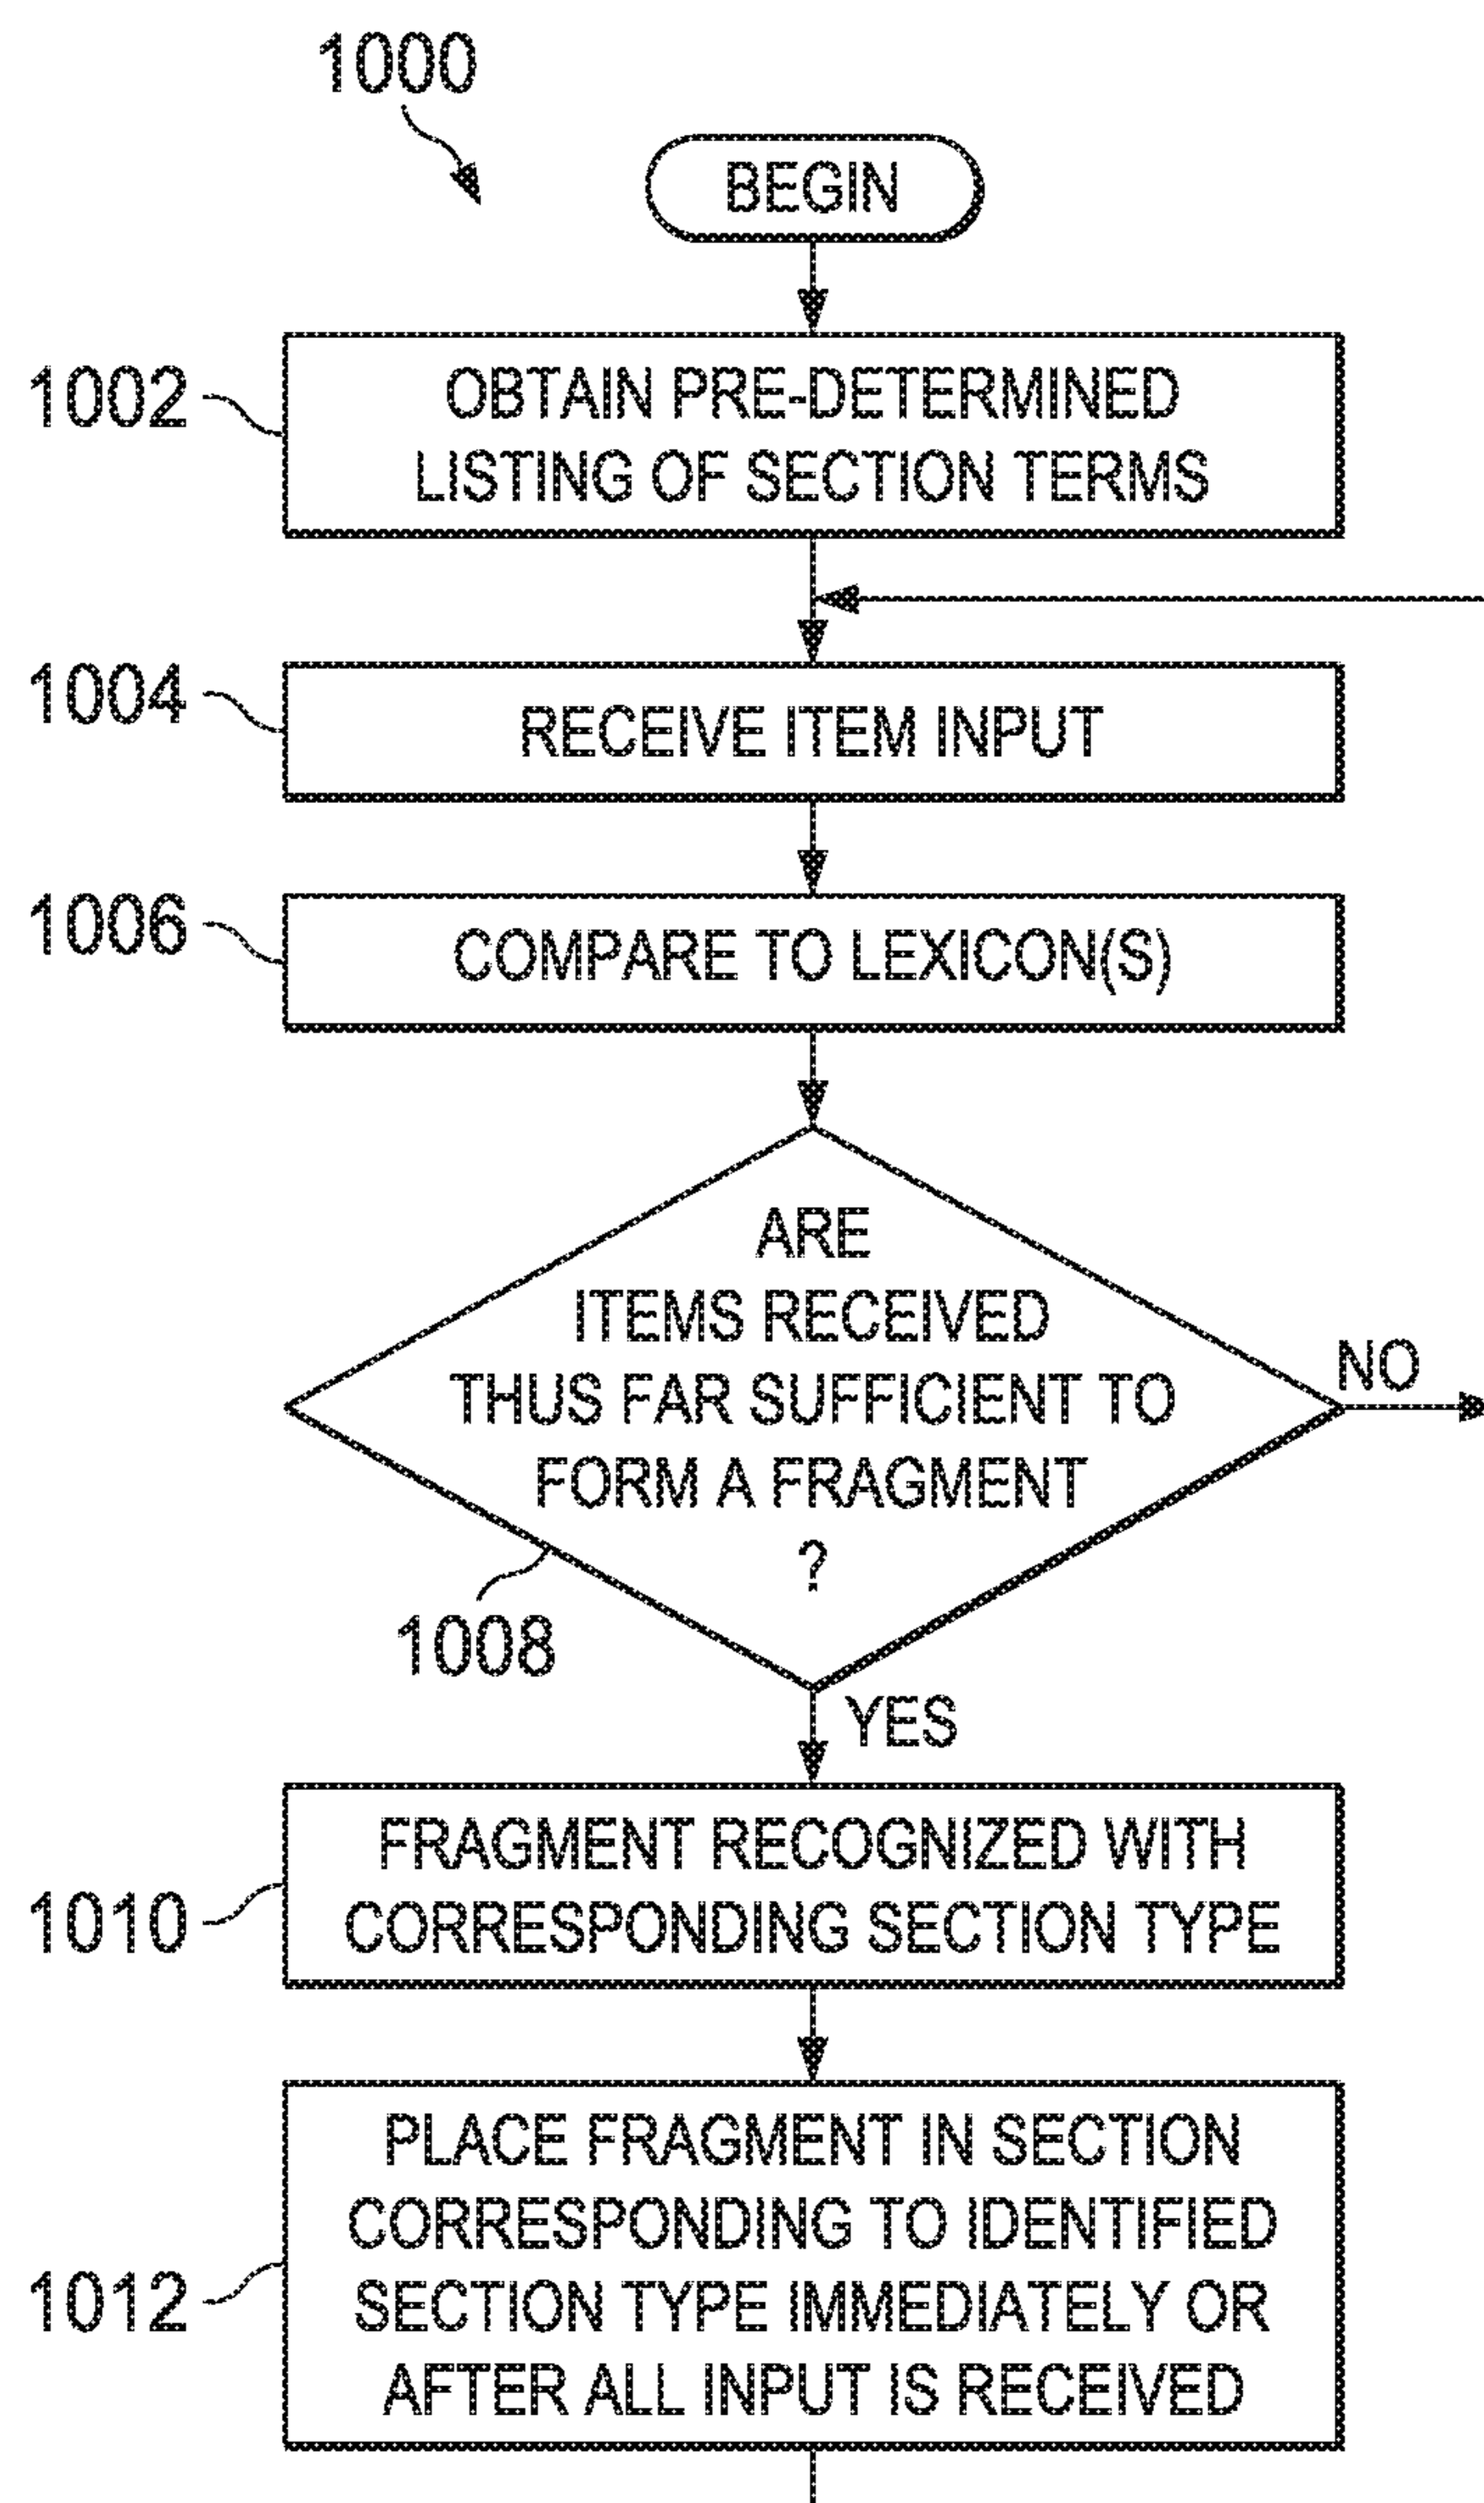 1000
BEGIN
1002
OBTAIN PRE-DETERMINED
LISTING OF SECTION TERMS
1004
RECEIVE ITEM INPUT
1006
COMPARE TO LEXICON(S)
ARE
ITEMS RECEIVED
THUS FAR SUFFICIENT TO
FORM A FRAGMENT
?
NO
1008
YES
1010
FRAGMENT RECOGNIZED WITH
CORRESPONDING SECTION TYPE
1012
PLACE FRAGMENT IN SECTION
CORRESPONDING TO IDENTIFIED
SECTION TYPE IMMEDIATELY OR
AFTER ALL INPUT IS RECEIVED